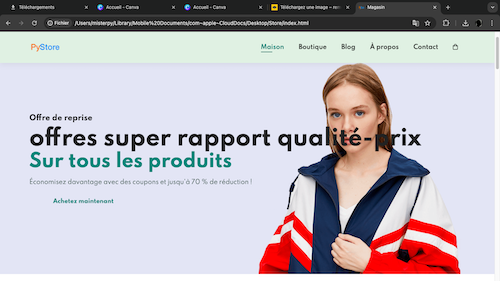 Téléchargements
Accueil – Canva
Accueil – Canva
Téléchargez une image – rem
Magasin
Fichier
/Users/misterpy/Library/Mobile%20Documents/com~apple~CloudDocs/Desktop/Store/index.html
PyStore
Maison
Boutique
Blog
À propos
Contact
Offre de reprise
offres super rapport qualité-prix
Sur tous les produits
Économisez davantage avec des coupons et jusqu'à 70 % de réduction !
Achetez maintenant